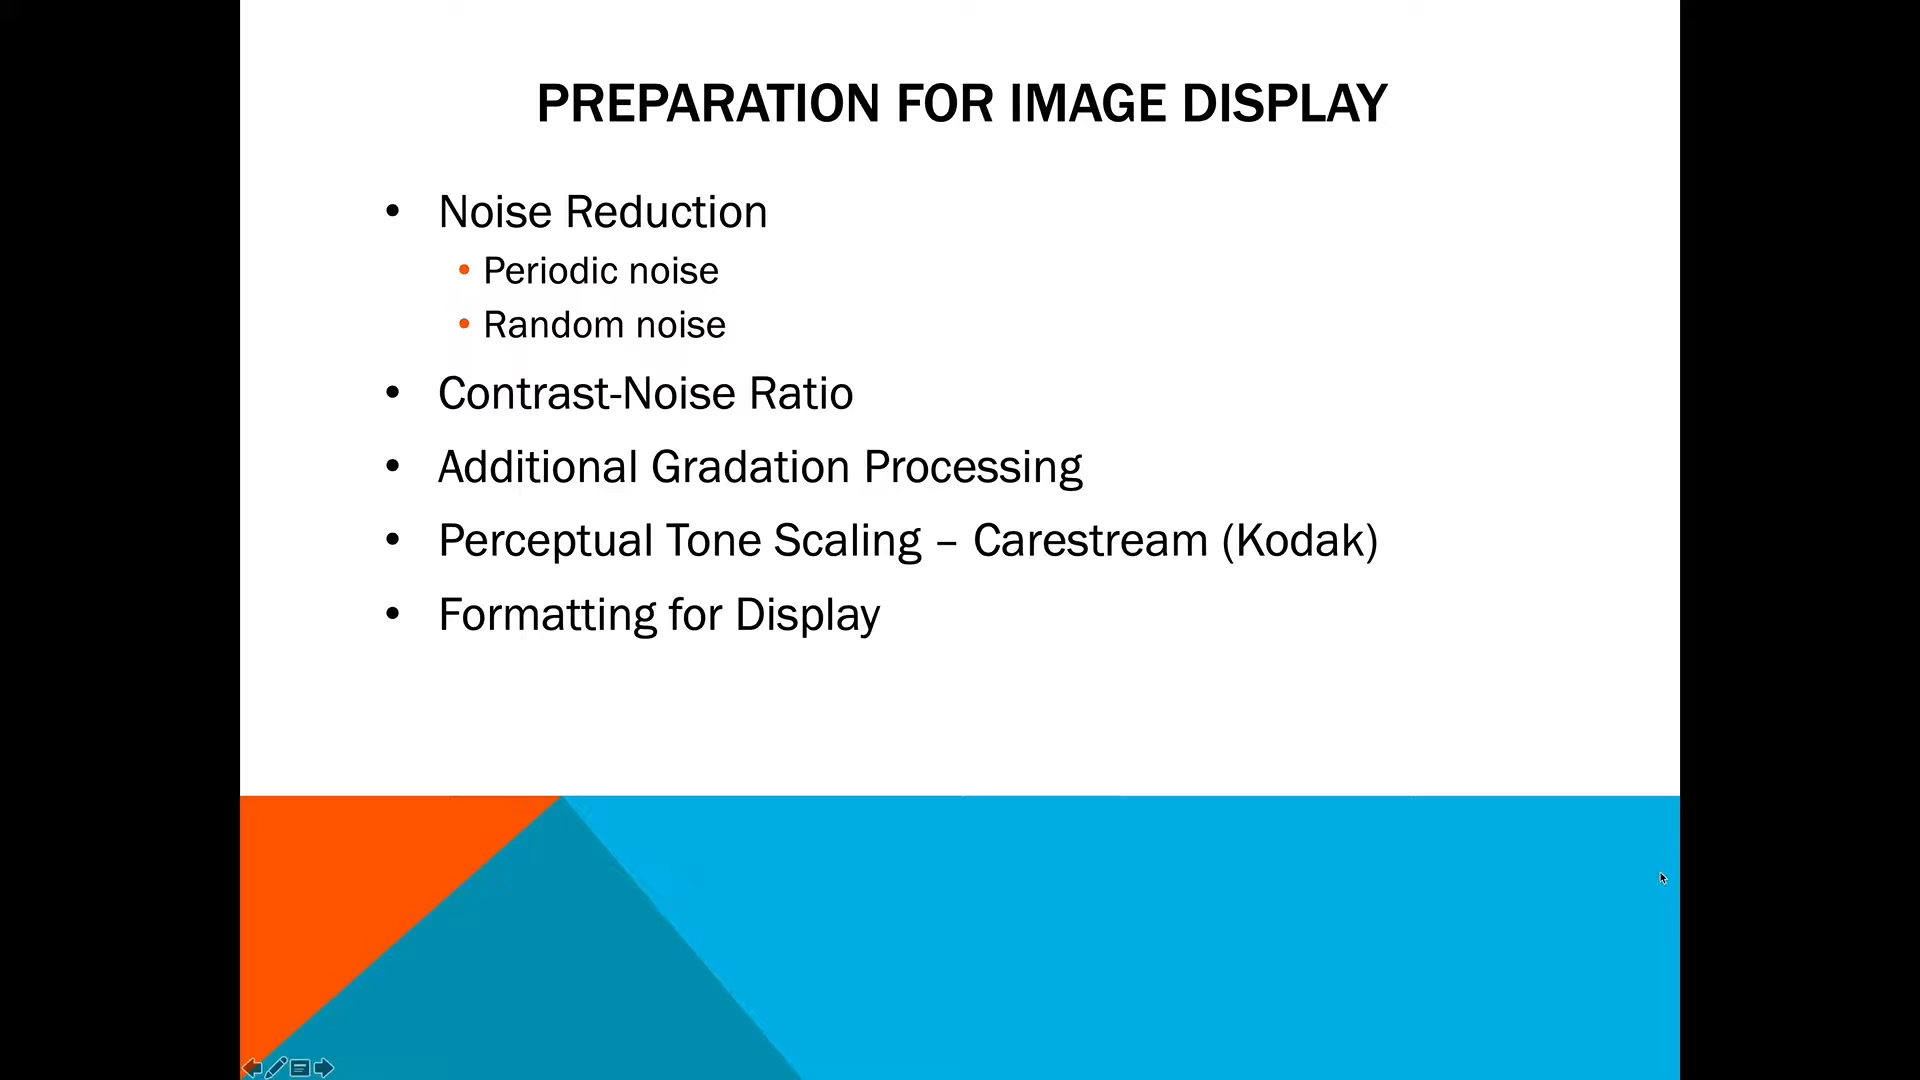 PREPARATION FOR IMAGE DISPLAY
• Noise Reduction
• Periodic noise
• Random noise
• Contrast-Noise Ratio
• Additional Gradation Processing
• Perceptual Tone Scaling – Carestream (Kodak)
• Formatting for Display